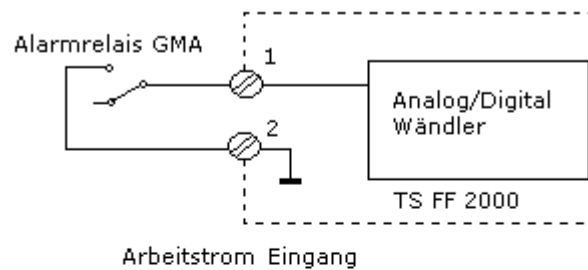 Alarmrelais GMA
1
Analog/Digital
Wändler
2
TS FF 2000
Arbeitstrom Eingang